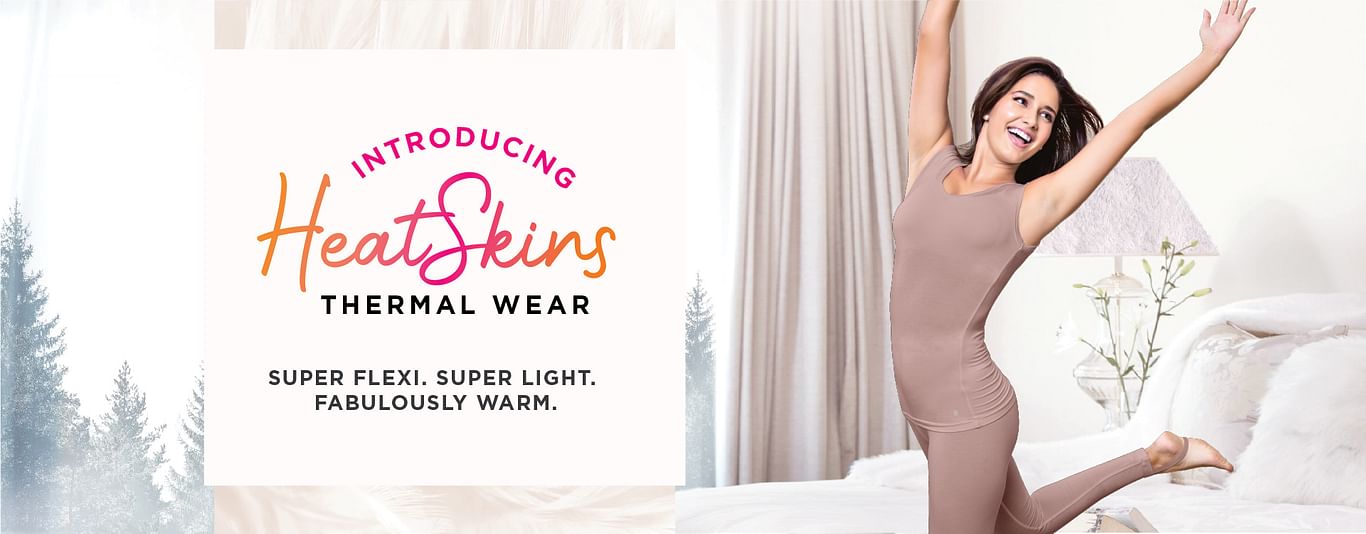 INTRODUCING
HeatSkins
THERMAL WEAR
SUPER FLEXI. SUPER LIGHT.
FABULOUSLY WARM.